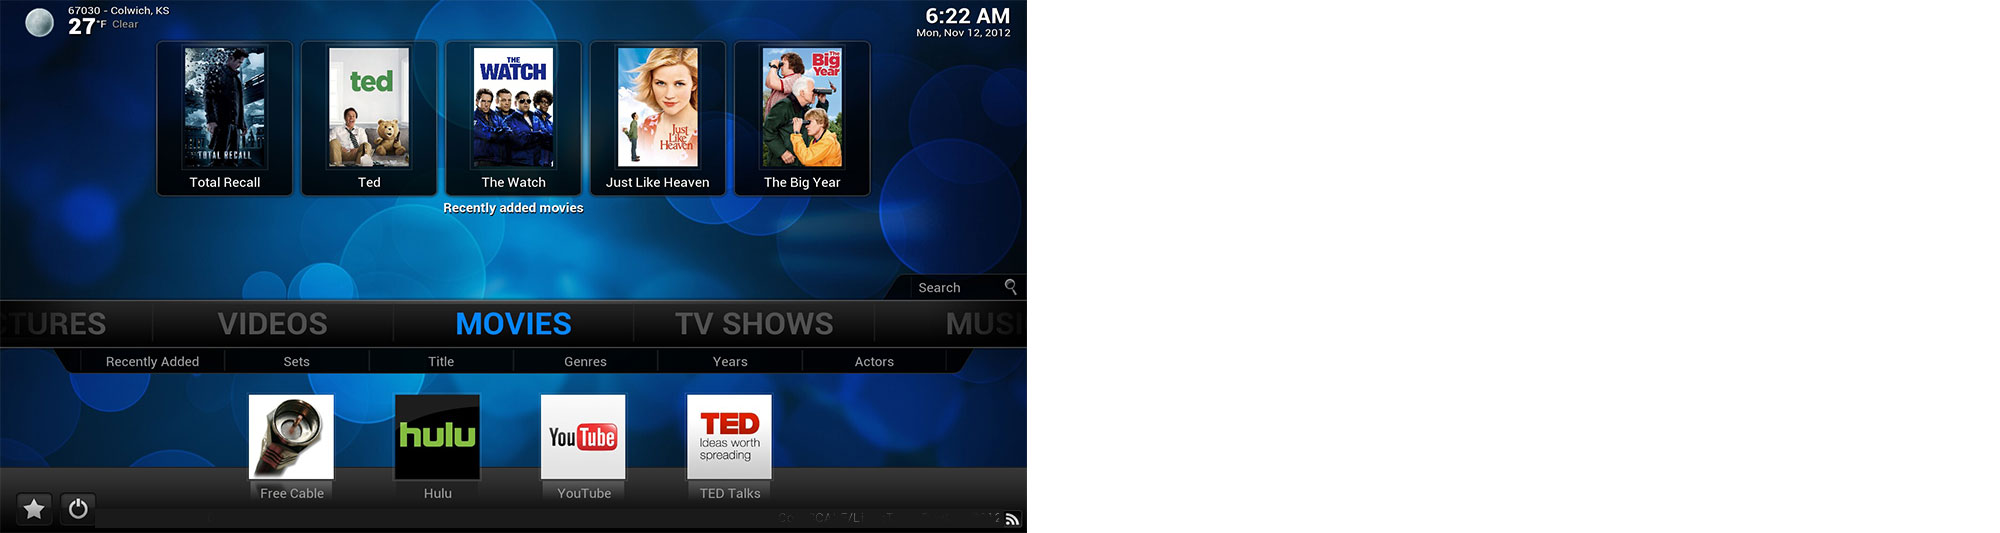 67030 - Colwich, KS
27°F Clear
6:22 AM
Mon, Nov 12, 2012
TOTAL RECALL
ted
THE
WATCH
Just
Like
Heaven
The
Big
Year
Total Recall
Ted
The Watch
Just Like Heaven
The Big Year
Recently added movies
Search
CTURES
VIDEOS
MOVIES
TV SHOWS
MUSI
Recently Added
Sets
Title
Genres
Years
Actors
hulu
YouTube
TED
Ideas worth
spreading
Free Cable
Hulu
YouTube
TED Talks